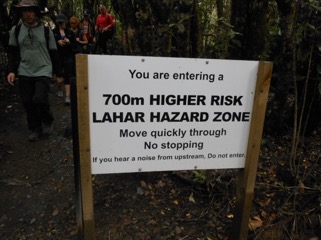 You are entering a
700m HIGHER RISK
LAHAR HAZARD ZONE
Move quickly through
No stopping
If you hear a noise from upstream, Do not enter.